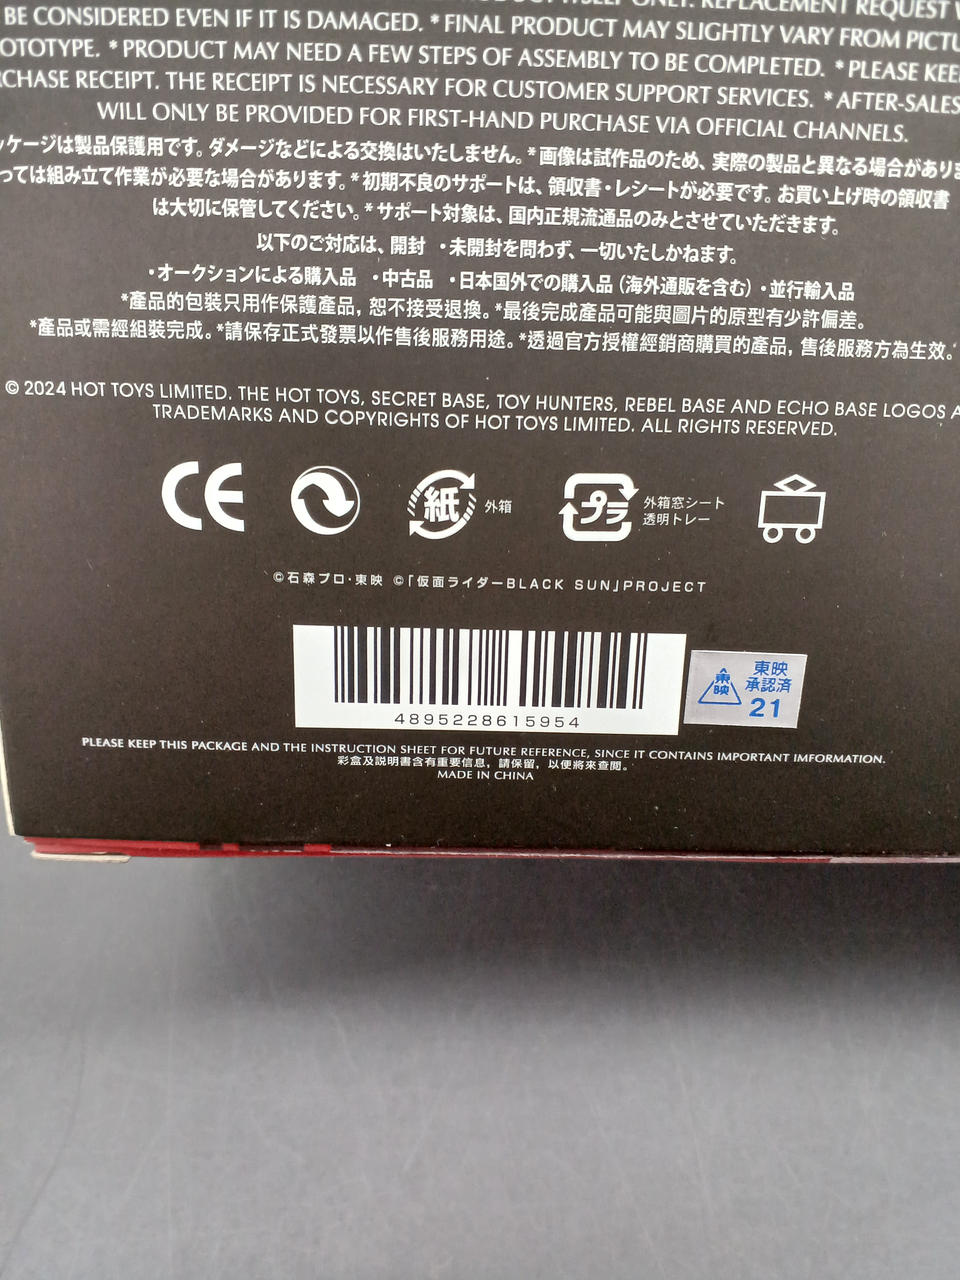 PRODUCT ITSELF ONLY. REPLACEMENT REQUEST
BE CONSIDERED EVEN IF IT IS DAMAGED. * FINAL PRODUCT MAY SLIGHTLY VARY FROM PICTU
OTOTYPE. * PRODUCT MAY NEED A FEW STEPS OF ASSEMBLY TO BE COMPLETED. * PLEASE KEE
RCHASE RECEIPT. THE RECEIPT IS NECESSARY FOR CUSTOMER SUPPORT SERVICES. * AFTER-SALES
WILL ONLY BE PROVIDED FOR FIRST-HAND PURCHASE VIA OFFICIAL CHANNELS.
ッケージは製品保護用です。ダメージなどによる交換はいたしません。* 画像は試作品のため、実際の製品と異なる場合がありま
っては組み立て作業が必要な場合があります。* 初期不良のサポートは、領収書・レシートが必要です。お買い上げ時の領収書
は大切に保管してください。* サポート対象は、国内正規流通品のみとさせていただきます。
以下のご対応は、開封 ・未開封を問わず、一切いたしかねます。
・オークションによる購入品 ・中古品 ・日本国外での購入品（海外通販を含む）・並行輸入品
*產品的包裝只用作保護產品，恕不接受退換。*最後完成產品可能與圖片的原型有少許偏差。
*產品或需經組裝完成。*請保存正式發票以作售後服務用途。*透過官方授權經銷商購買的產品，售後服務方為生效。
© 2024 HOT TOYS LIMITED. THE HOT TOYS, SECRET BASE, TOY HUNTERS, REBEL BASE AND ECHO BASE LOGOS A
TRADEMARKS AND COPYRIGHTS OF HOT TOYS LIMITED. ALL RIGHTS RESERVED.
CE
紙 外箱
プラ 外箱窓シート
透明トレー
©石森プロ・東映 ©「仮面ライダーBLACK SUN」PROJECT
4895228615954
東映
東映
承認済
21
PLEASE KEEP THIS PACKAGE AND THE INSTRUCTION SHEET FOR FUTURE REFERENCE, SINCE IT CONTAINS IMPORTANT IMFORMATION.
彩盒及説明書含有重要信息，請保留，以便將來查閲。
MADE IN CHINA